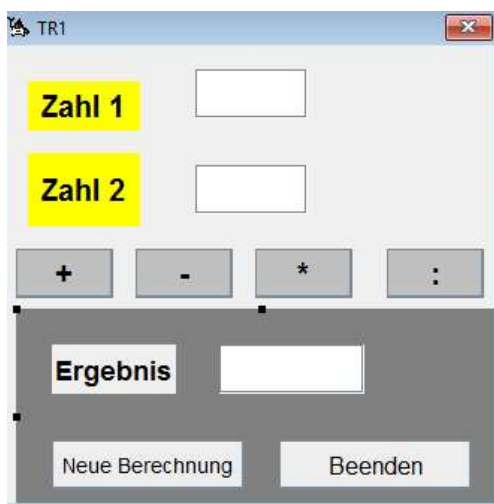 TR1
Zahl 1
Zahl 2
+ - * :
Ergebnis
Neue Berechnung Beenden